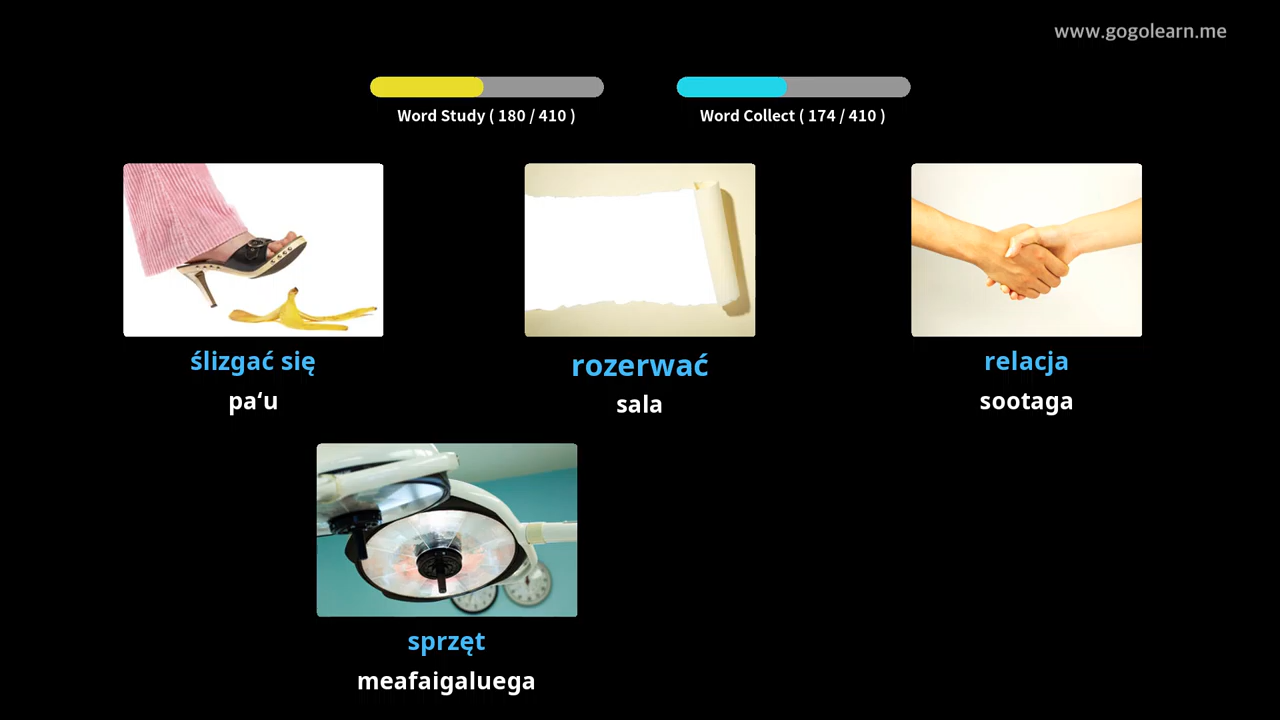 www.gogolearn.me
Word Study ( 180 / 410 )
Word Collect ( 174 / 410 )
ślizgać się
pa‘u
rozerwać
sala
relacja
sootaga
sprzęt
meafaigaluega